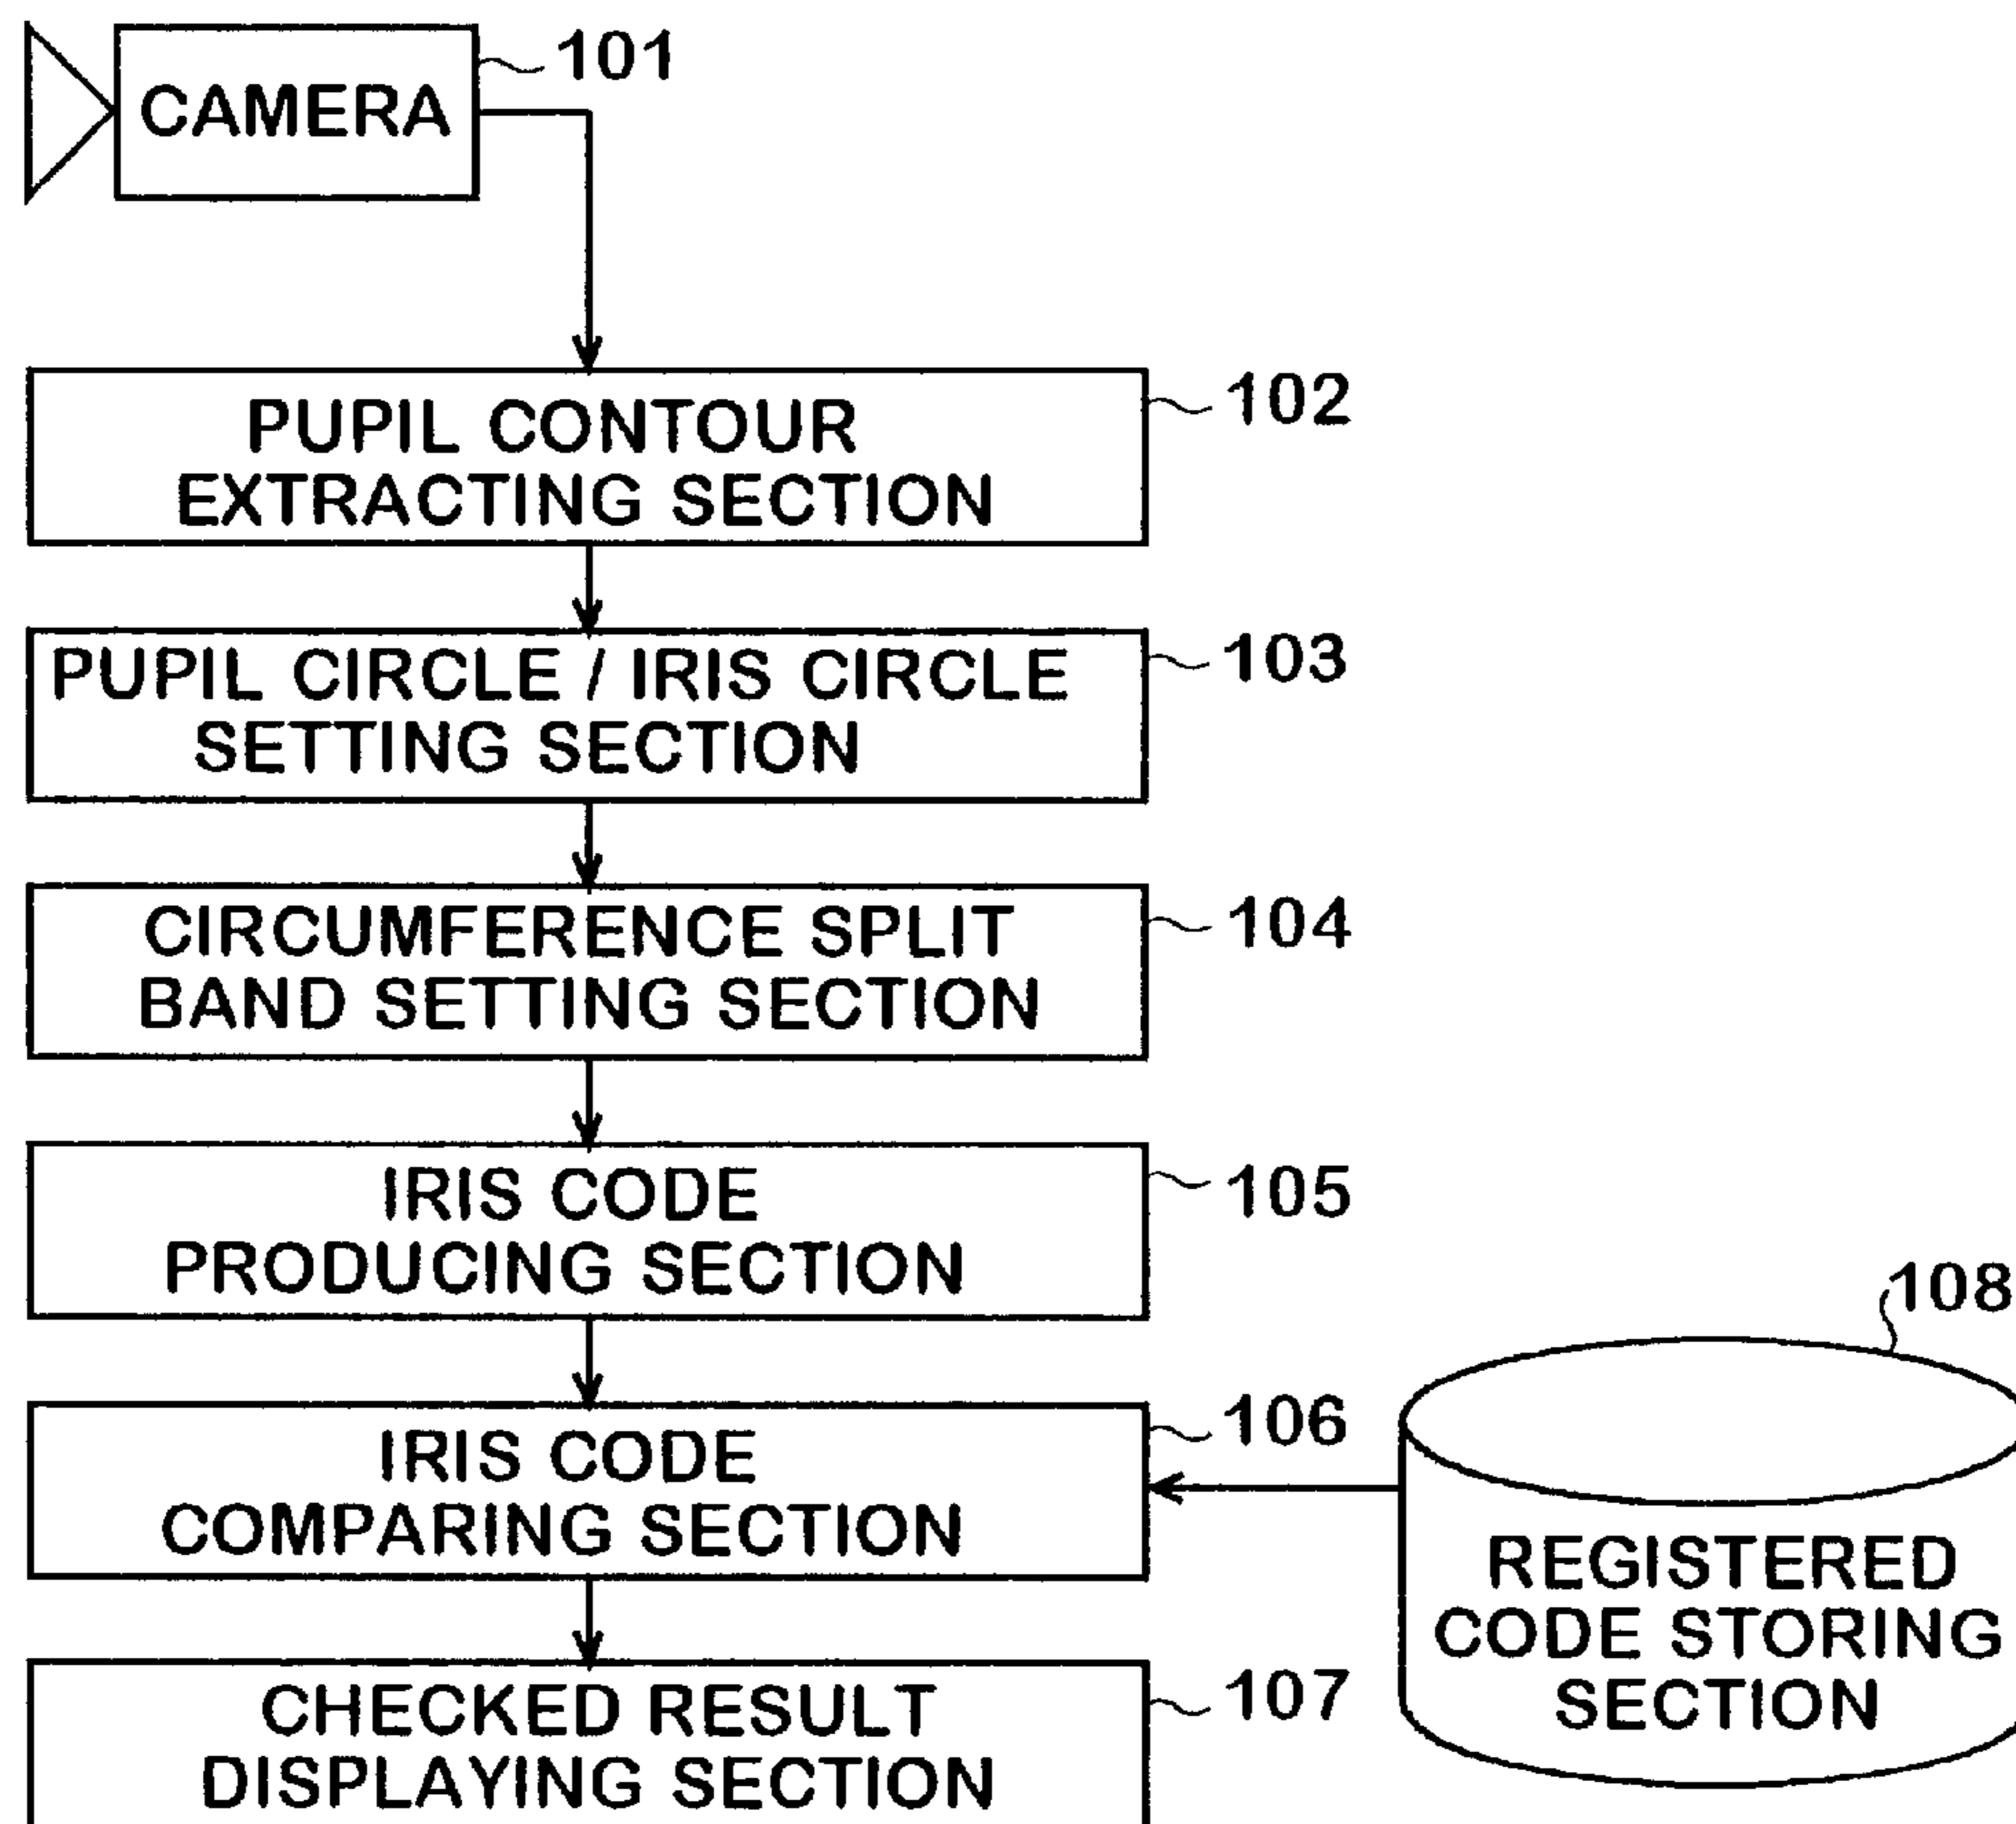 CAMERA
101
PUPIL CONTOUR
EXTRACTING SECTION
102
PUPIL CIRCLE / IRIS CIRCLE
SETTING SECTION
103
CIRCUMFERENCE SPLIT
BAND SETTING SECTION
104
IRIS CODE
PRODUCING SECTION
105
IRIS CODE
COMPARING SECTION
106
108
REGISTERED
CODE STORING
SECTION
CHECKED RESULT
DISPLAYING SECTION
107